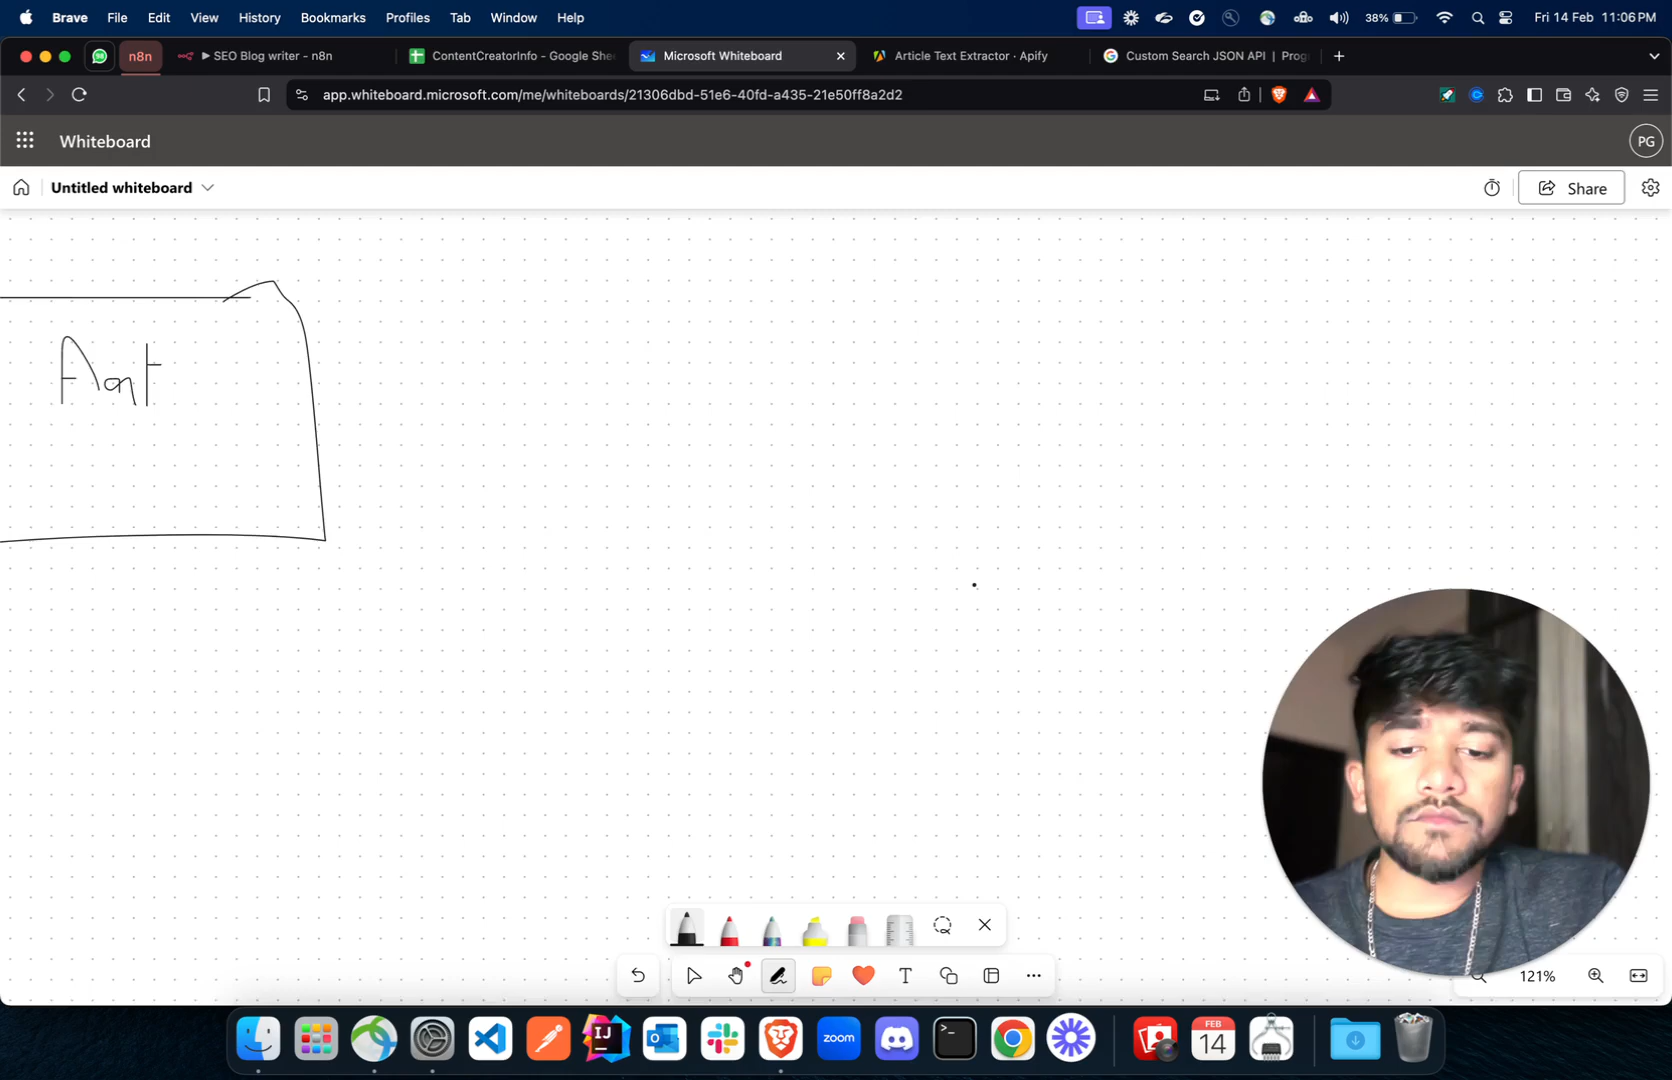 Brave File Edit View History Bookmarks Profiles Tab Window Help 38% Fri 14 Feb 11:06 PM
n8n SEO Blog writer - n8n ContentCreatorInfo - Google She Microsoft Whiteboard Article Text Extractor · Apify Custom Search JSON API | Prog
app.whiteboard.microsoft.com/me/whiteboards/21306dbd-51e6-40fd-a435-21e50ff8a2d2
Whiteboard PG
Untitled whiteboard Share
121%
zoom FEB
14